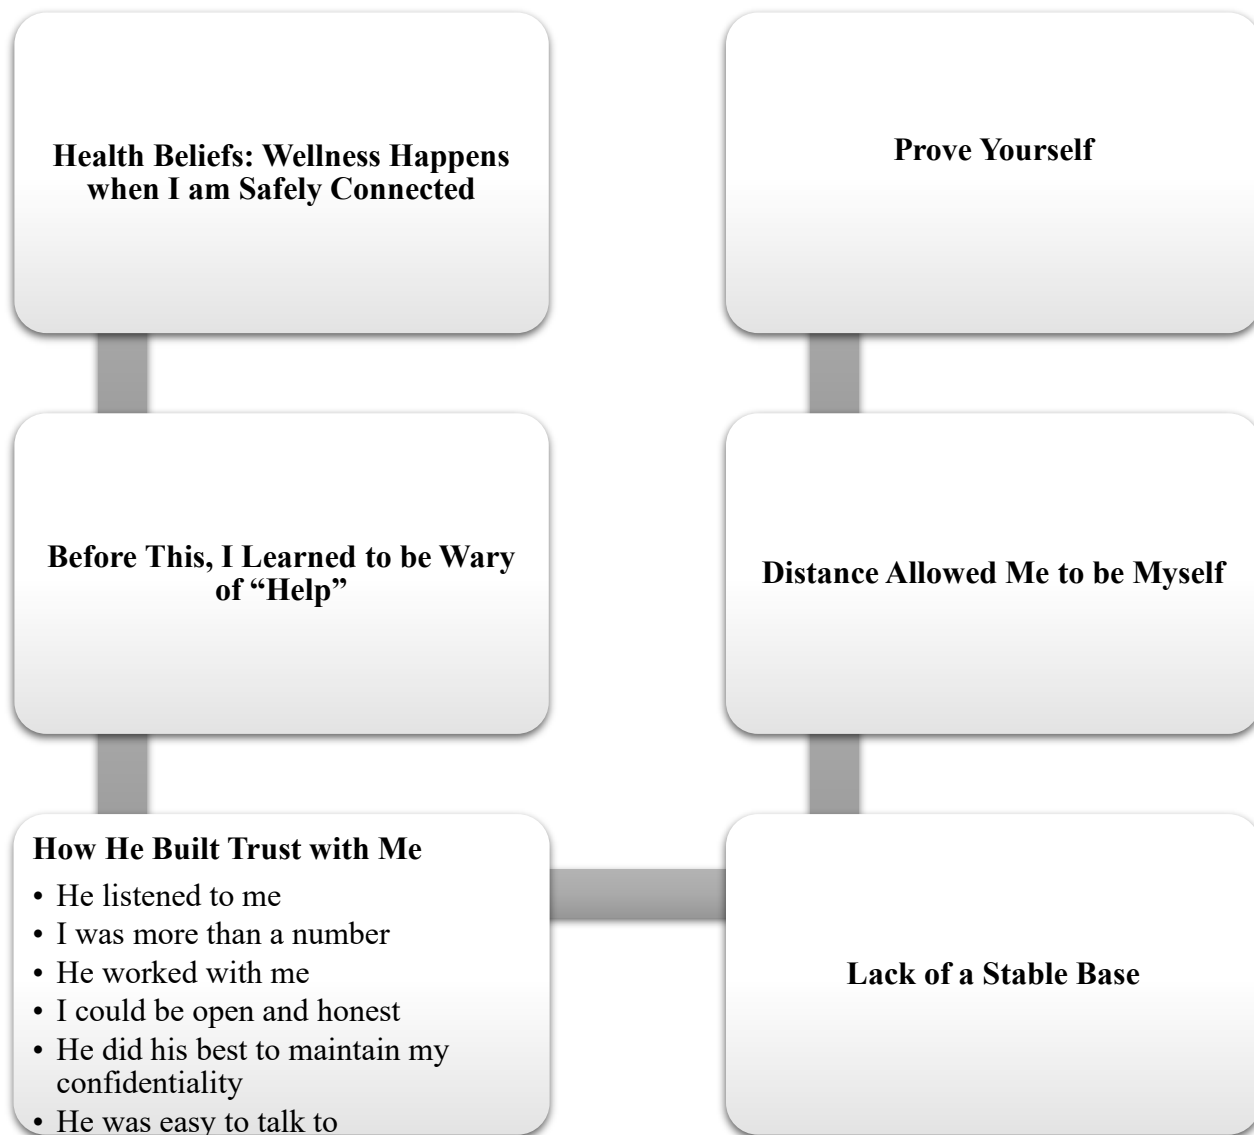 Health Beliefs: Wellness Happens
when I am Safely Connected
Before This, I Learned to be Wary
of “Help”
How He Built Trust with Me
• He listened to me
• I was more than a number
• He worked with me
• I could be open and honest
• He did his best to maintain my
confidentiality
• He was easy to talk to
Lack of a Stable Base
Distance Allowed Me to be Myself
Prove Yourself